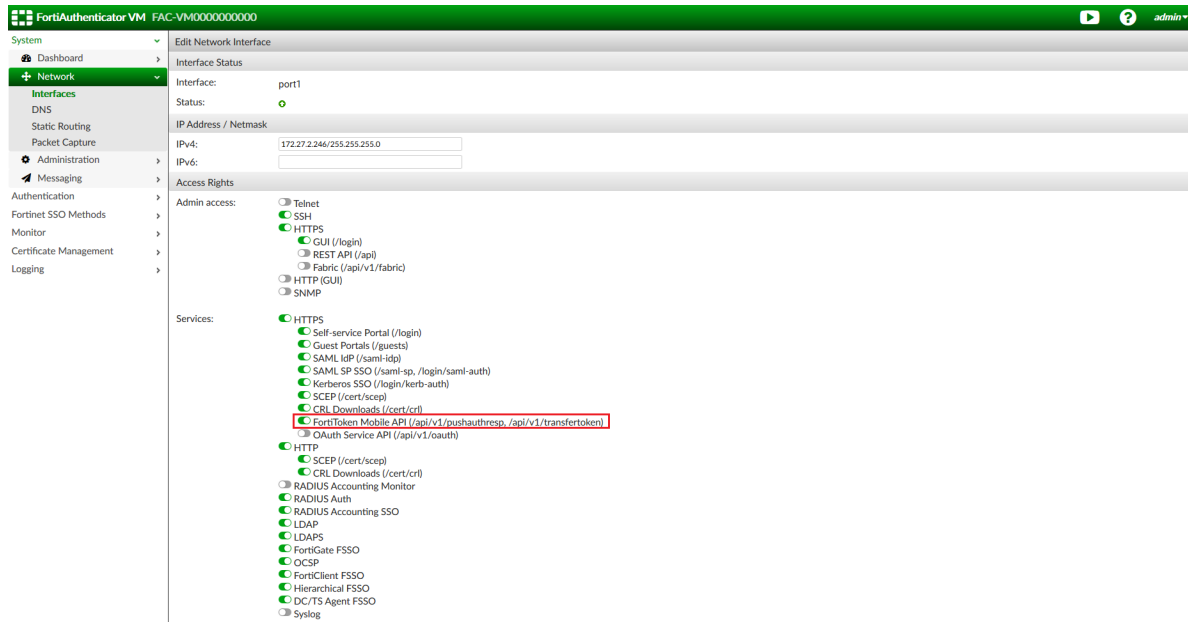 FortiAuthenticator VM FAC-VM0000000000 admin
System
Dashboard
Network
Interfaces
DNS
Static Routing
Packet Capture
Administration
Messaging
Authentication
Fortinet SSO Methods
Monitor
Certificate Management
Logging
Edit Network Interface
Interface Status
Interface: port1
Status:
IP Address / Netmask
IPv4: 172.27.2.246/255.255.255.0
IPv6:
Access Rights
Admin access: Telnet
SSH
HTTPS
GUI (/login)
REST API (/api)
Fabric (/api/v1/fabric)
HTTP (GUI)
SNMP
Services: HTTPS
Self-service Portal (/login)
Guest Portals (/guests)
SAML IdP (/saml-idp)
SAML SP SSO (/saml-sp, /login/saml-auth)
Kerberos SSO (/login/kerb-auth)
SCEP (/cert/scep)
CRL Downloads (/cert/crl)
FortiToken Mobile API (/api/v1/pushauthresp, /api/v1/transfertoken)
OAuth Service API (/api/v1/oauth)
HTTP
SCEP (/cert/scep)
CRL Downloads (/cert/crl)
RADIUS Accounting Monitor
RADIUS Auth
RADIUS Accounting SSO
LDAP
LDAPS
FortiGate FSSO
OCSP
FortiClient FSSO
Hierarchical FSSO
DC/TS Agent FSSO
Syslog